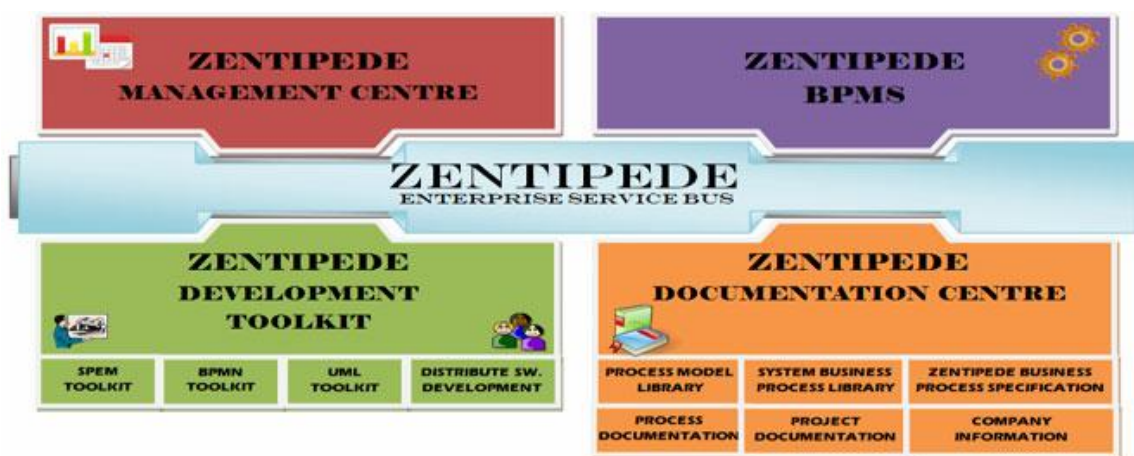 ZENTIPEDE
MANAGEMENT CENTRE
ZENTIPEDE
BPMS
ZENTIPEDE
ENTERPRISE SERVICE BUS
ZENTIPEDE
DEVELOPMENT
TOOLKIT
SPEM
TOOLKIT
BPMN
TOOLKIT
UML
TOOLKIT
DISTRIBUTE SW.
DEVELOPMENT
ZENTIPEDE
DOCUMENTATION CENTRE
PROCESS MODEL
LIBRARY
SYSTEM BUSINESS
PROCESS LIBRARY
ZENTIPEDE BUSINESS
PROCESS SPECIFICATION
PROCESS
DOCUMENTATION
PROJECT
DOCUMENTATION
COMPANY
INFORMATION